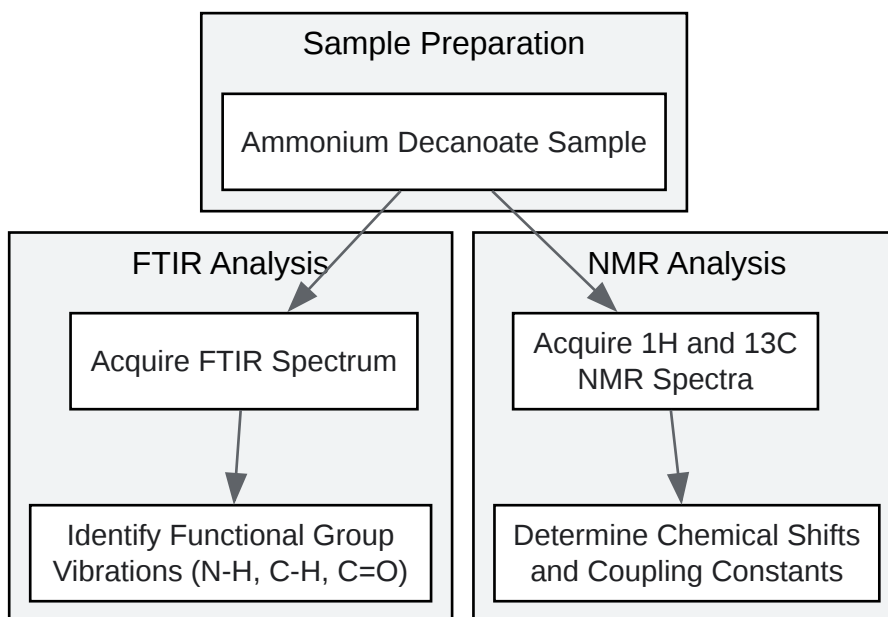 Sample Preparation
Ammonium Decanoate Sample
FTIR Analysis
Acquire FTIR Spectrum
Identify Functional Group
Vibrations (N-H, C-H, C=O)
NMR Analysis
Acquire 1H and 13C
NMR Spectra
Determine Chemical Shifts
and Coupling Constants